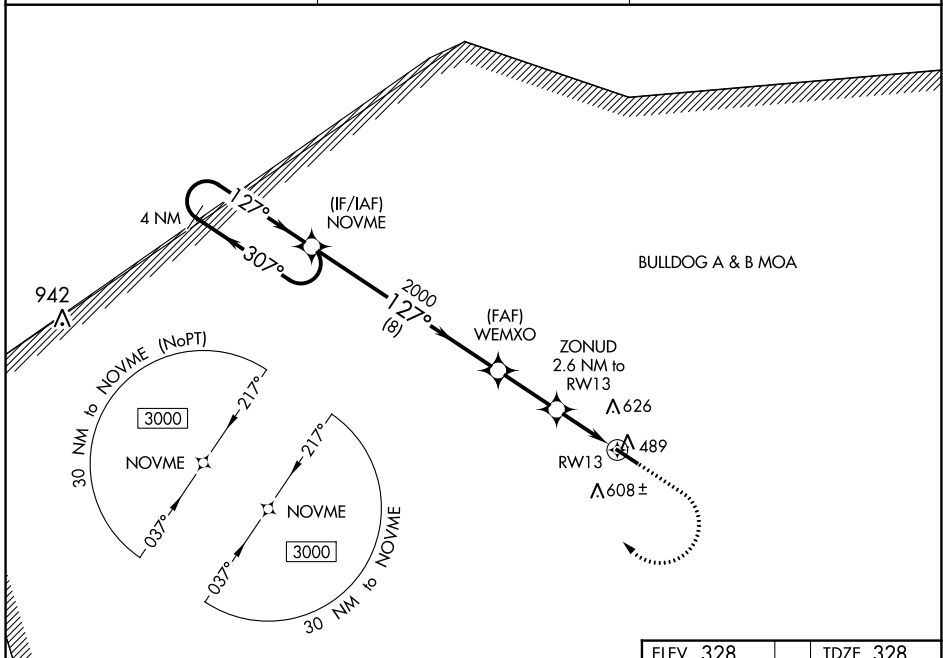 127°
4 NM
307°
(IF/IAF)
NOVME
BULLDOG A & B MOA
942
2000
127°
(8)
(FAF)
WEMXO
ZONUD
2.6 NM to
RW13
626
489
RW13
608±
30 NM to NOVME (NoPT)
3000
217°
NOVME
037°
217°
NOVME
3000
037°
30 NM to NOVME
ELEV 328
TDZE 328